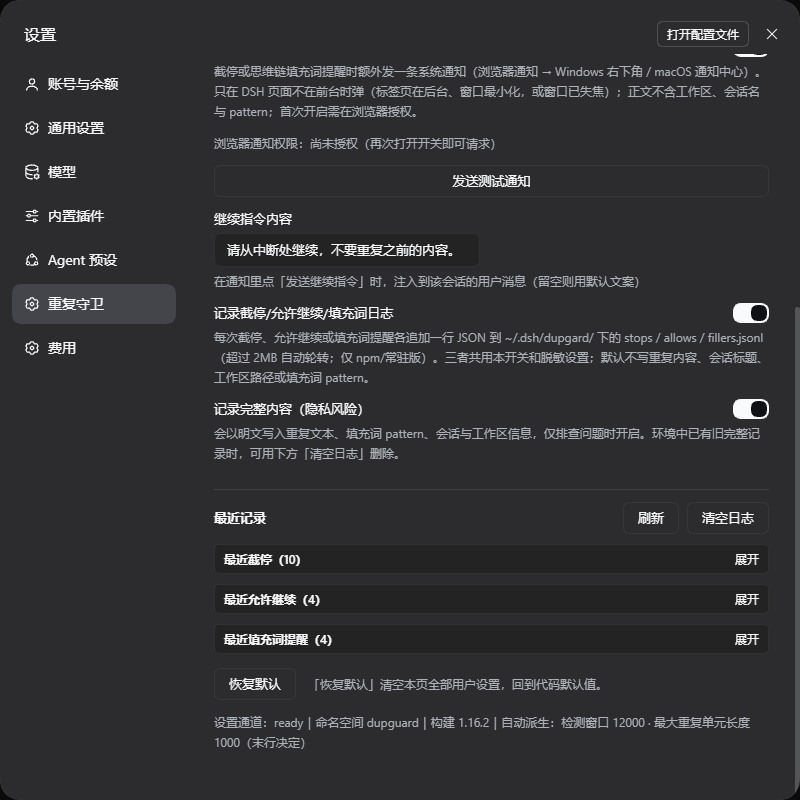 设置
打开配置文件
账号与余额
通用设置
模型
内置插件
Agent 预设
重复守卫
费用
截停或思维链填充词提醒时额外发一条系统通知（浏览器通知 → Windows 右下角 / macOS 通知中心）。
只在 DSH 页面不在前台时弹（标签页在后台、窗口最小化，或窗口已失焦）；正文不含工作区、会话名
与 pattern；首次开启需在浏览器授权。
浏览器通知权限：尚未授权（再次打开开关即可请求）
发送测试通知
继续指令内容
请从中断处继续，不要重复之前的内容。
在通知里点「发送继续指令」时，注入到该会话的用户消息（留空则用默认文案）
记录截停/允许继续/填充词日志
每次截停、允许继续或填充词提醒各追加一行 JSON 到 ~/.dsh/dupgard/ 下的 stops / allows / fillers.jsonl
（超过 2MB 自动轮转；仅 npm/常驻版）。三者共用本开关和脱敏设置；默认不写重复内容、会话标题、
工作区路径或填充词 pattern。
记录完整内容（隐私风险）
会以明文写入重复文本、填充词 pattern、会话与工作区信息，仅排查问题时开启。环境中已有旧完整记
录时，可用下方「清空日志」删除。
最近记录
刷新
清空日志
最近截停（10）
展开
最近允许继续（4）
展开
最近填充词提醒（4）
展开
恢复默认
「恢复默认」清空本页全部用户设置，回到代码默认值。
设置通道：ready | 命名空间 dupguard | 构建 1.16.2 | 自动派生：检测窗口 12000 · 最大重复单元长度
1000（末行决定）